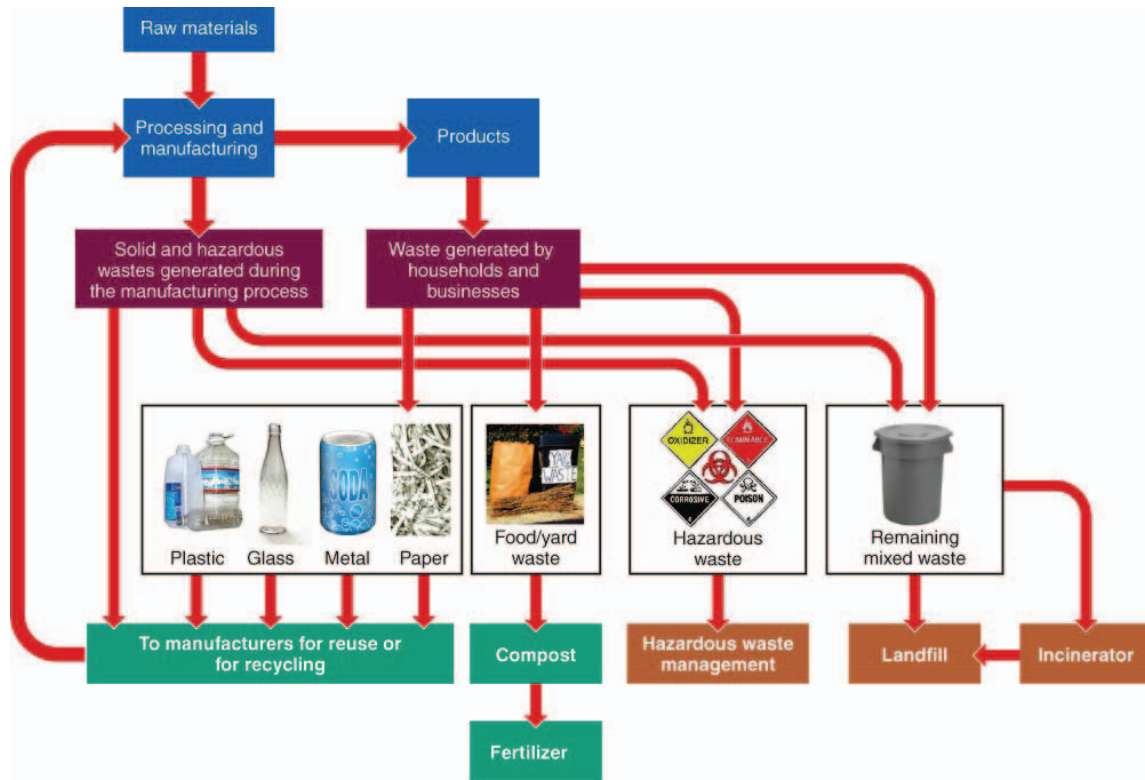 Raw materials
Processing and
manufacturing
Products
Solid and hazardous
wastes generated during
the manufacturing process
Waste generated by
households and
businesses
SODA
YARD
WASTE
OXIDIZER
FLAMMABLE
CORROSIVE
POISON
Plastic
Glass
Metal
Paper
Food/yard
waste
Hazardous
waste
Remaining
mixed waste
To manufacturers for reuse or
for recycling
Compost
Hazardous waste
management
Landfill
Incinerator
Fertilizer